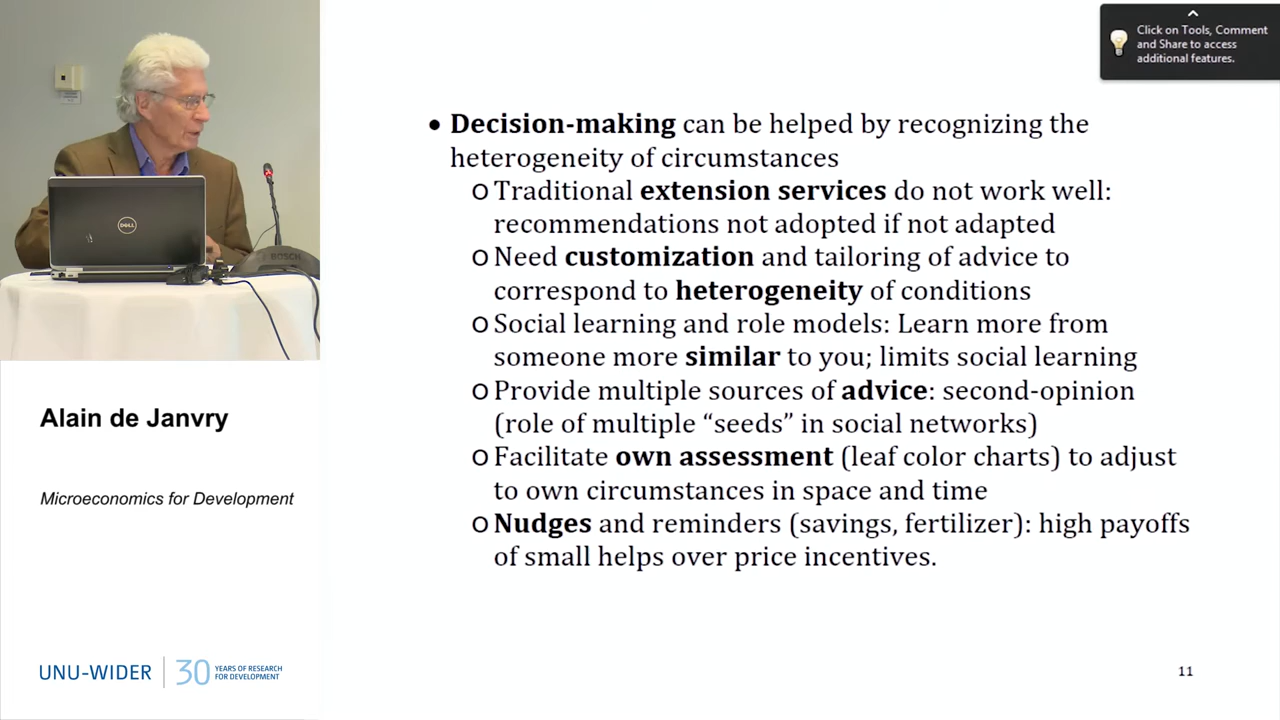 Click on Tools, Comment
and Share to access
additional features.
• Decision-making can be helped by recognizing the
heterogeneity of circumstances
o Traditional extension services do not work well:
recommendations not adopted if not adapted
o Need customization and tailoring of advice to
correspond to heterogeneity of conditions
o Social learning and role models: Learn more from
someone more similar to you; limits social learning
o Provide multiple sources of advice: second-opinion
(role of multiple “seeds” in social networks)
o Facilitate own assessment (leaf color charts) to adjust
to own circumstances in space and time
o Nudges and reminders (savings, fertilizer): high payoffs
of small helps over price incentives.
11
DELL
BOSCH
Alain de Janvry
Microeconomics for Development
UNU-WIDER
30 YEARS OF RESEARCH
FOR DEVELOPMENT